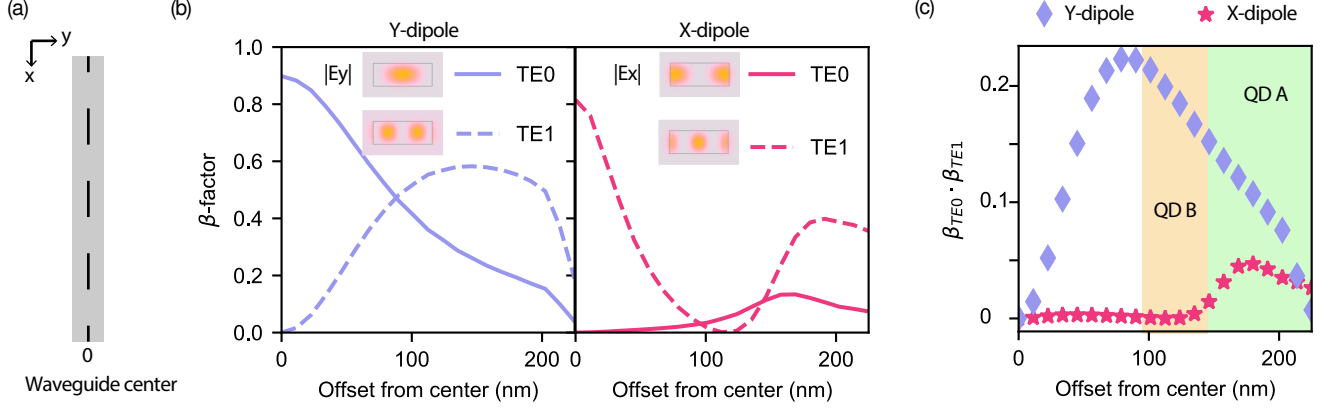 (a)
y
x
0
Waveguide center
(b)
Y-dipole
X-dipole
1.0
0.8
0.6
0.4
0.2
0.0
β-factor
|Ey|
TE0
TE1
|Ex|
TE0
TE1
0
100
200
0
100
200
Offset from center (nm)
Offset from center (nm)
(c)
Y-dipole
X-dipole
0.2
0.1
0
β_TE0 · β_TE1
QD A
QD B
0
100
200
Offset from center (nm)